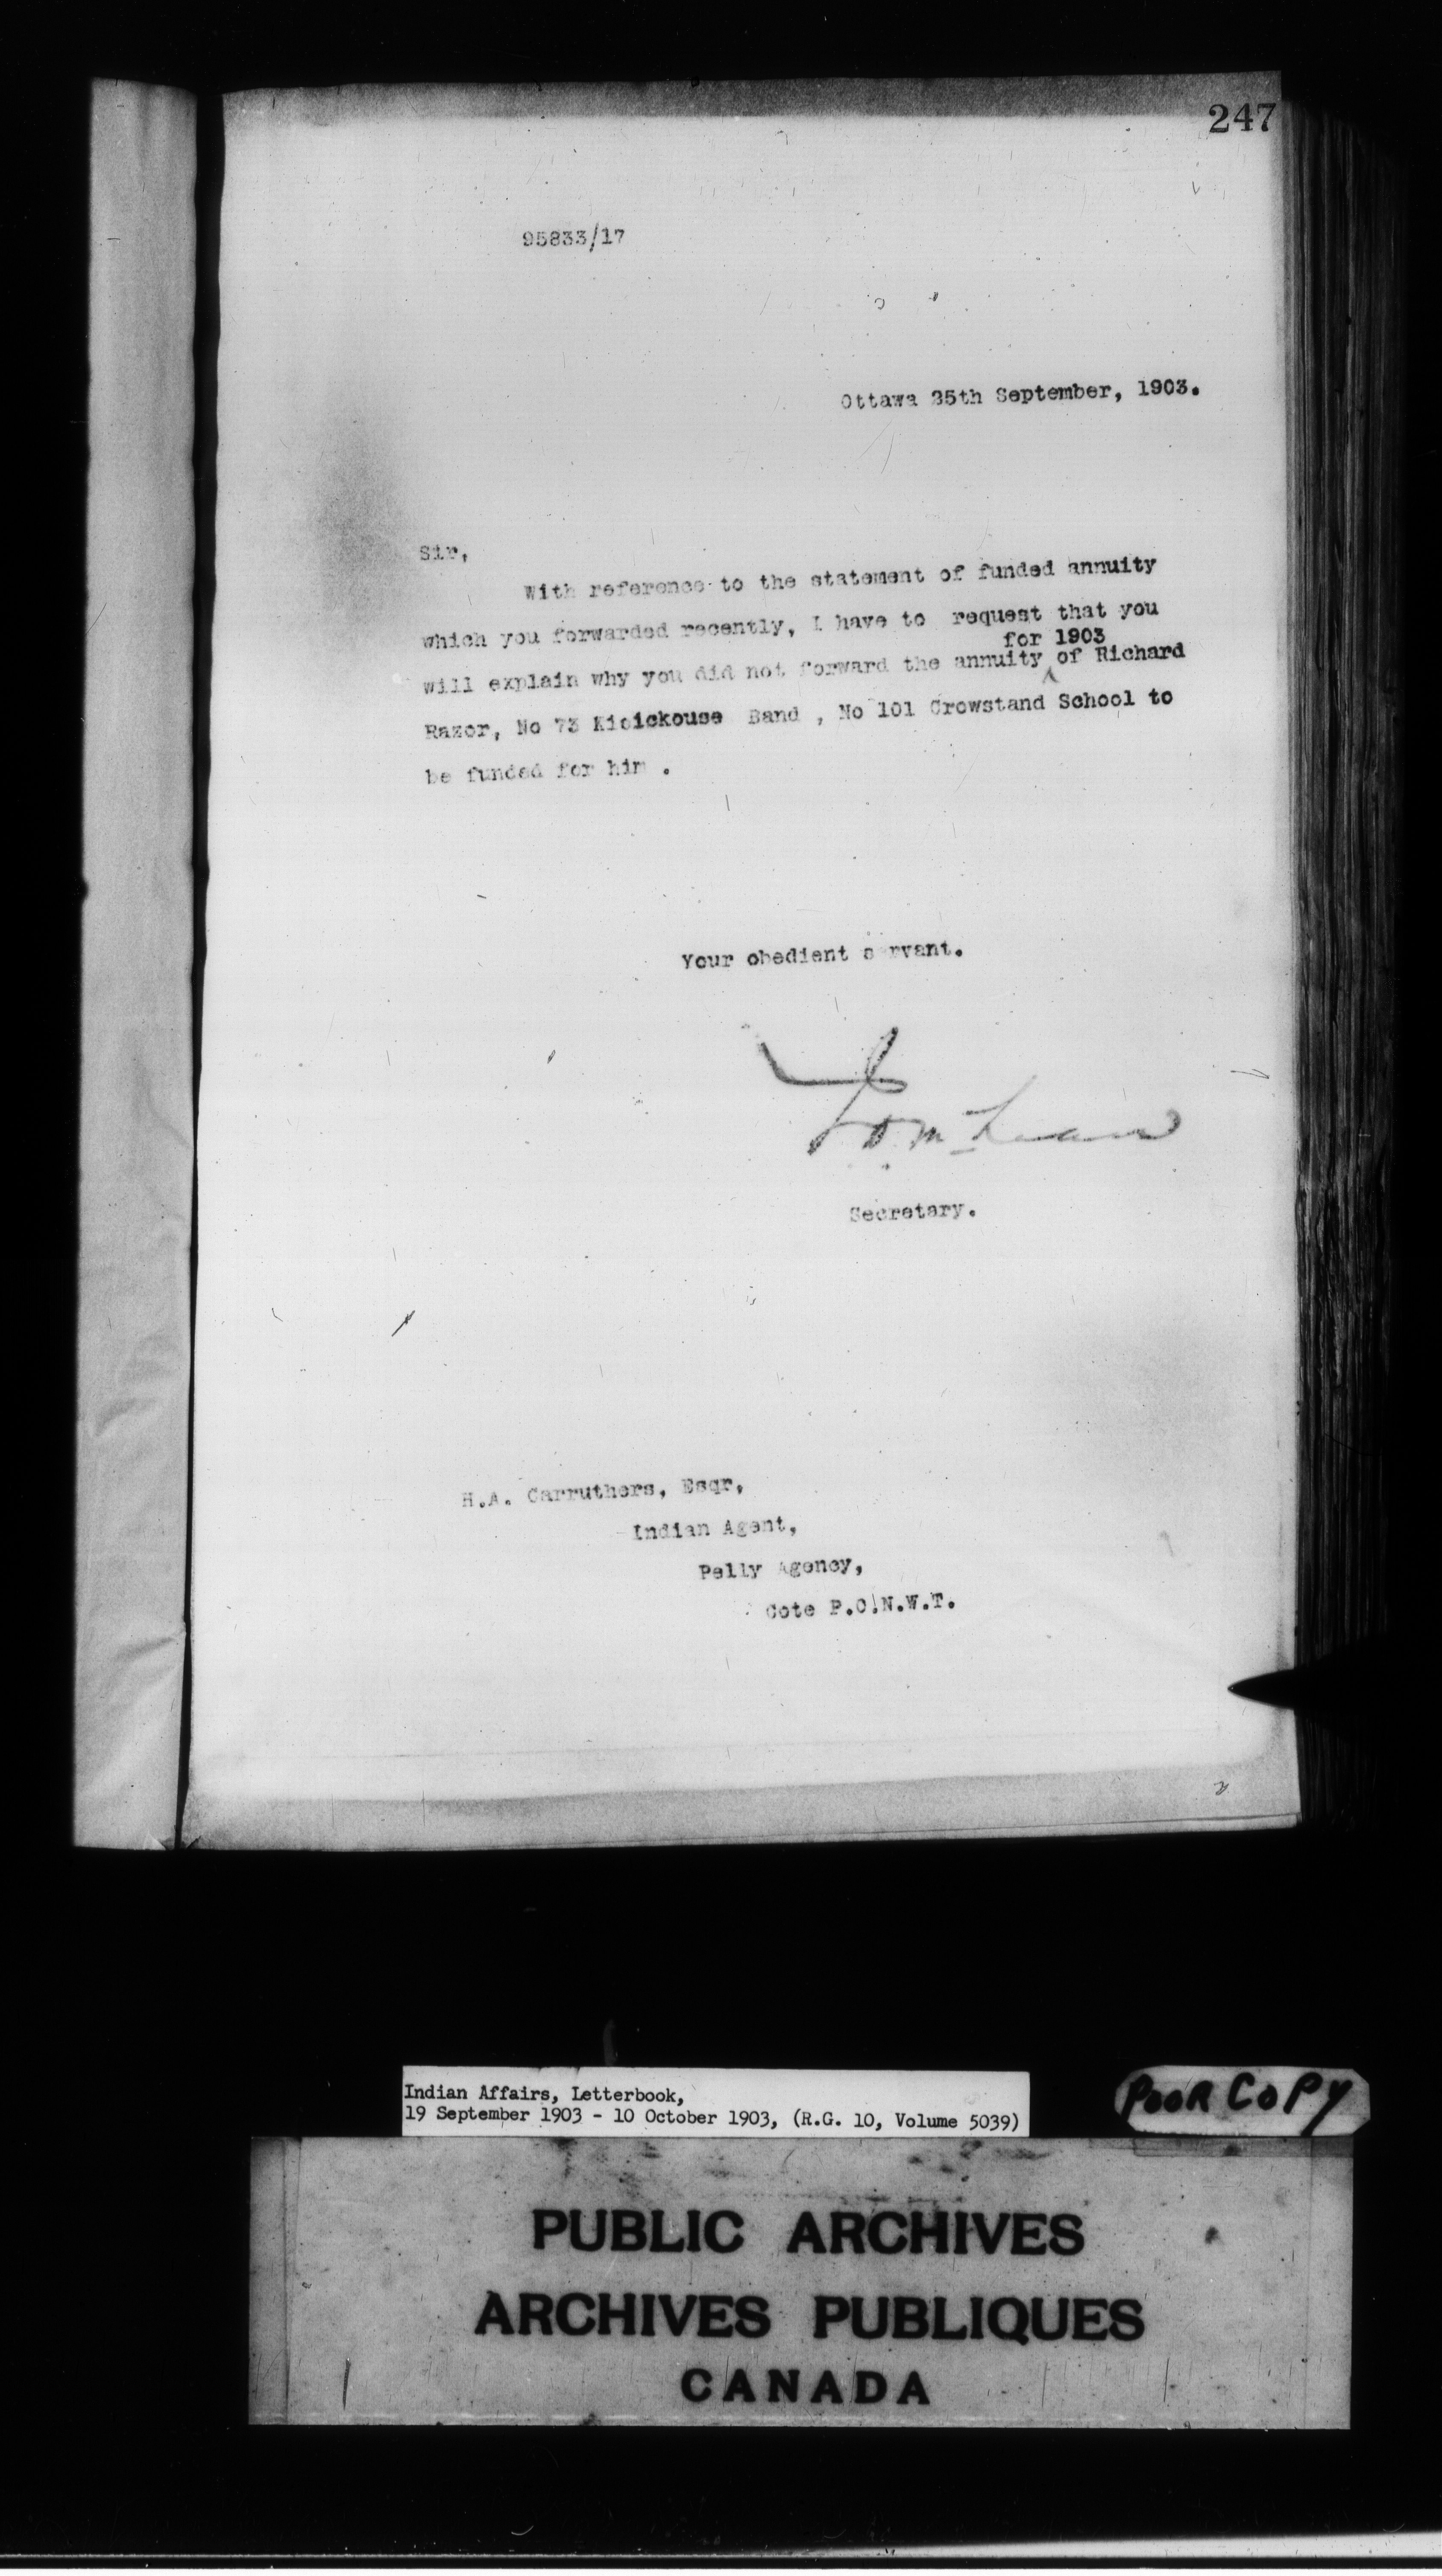 247
95833/17
Ottawa 25th September, 1903.
Sir,
With reference to the statement of funded annuity
which you forwarded recently, I have to request that you
for 1903
will explain why you did not forward the annuity ^ of Richard
Razor, No 73 Kisickouse Band , No 101 Crowstand School to
be funded for him .
Your obedient servant.
J. D. McLean
Secretary.
H.A. Carruthers, Esqr,
Indian Agent,
Pelly Agency,
Cote P.O.N.W.T.
Indian Affairs, Letterbook,
19 September 1903 - 10 October 1903, (R.G. 10, Volume 5039)
POOR COPY
PUBLIC ARCHIVES
ARCHIVES PUBLIQUES
CANADA